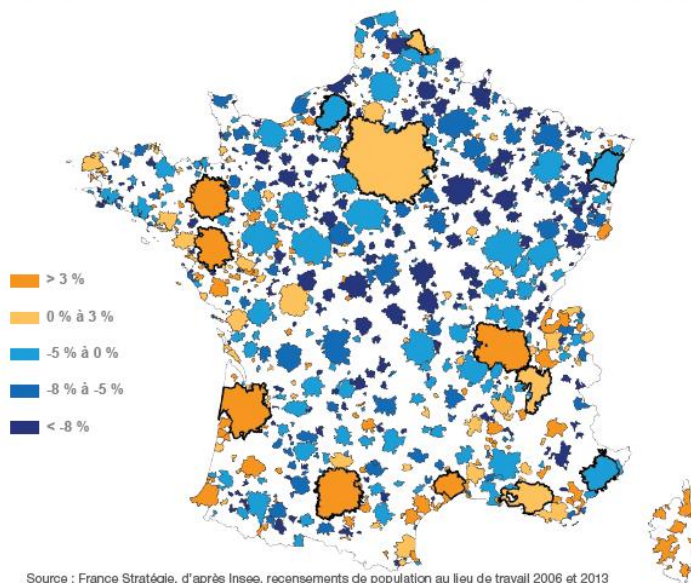 > 3 %
0 % à 3 %
-5 % à 0 %
-8 % à -5 %
< -8 %
Source : France Stratégie, d'après Insee, recensements de population au lieu de travail 2006 et 2013